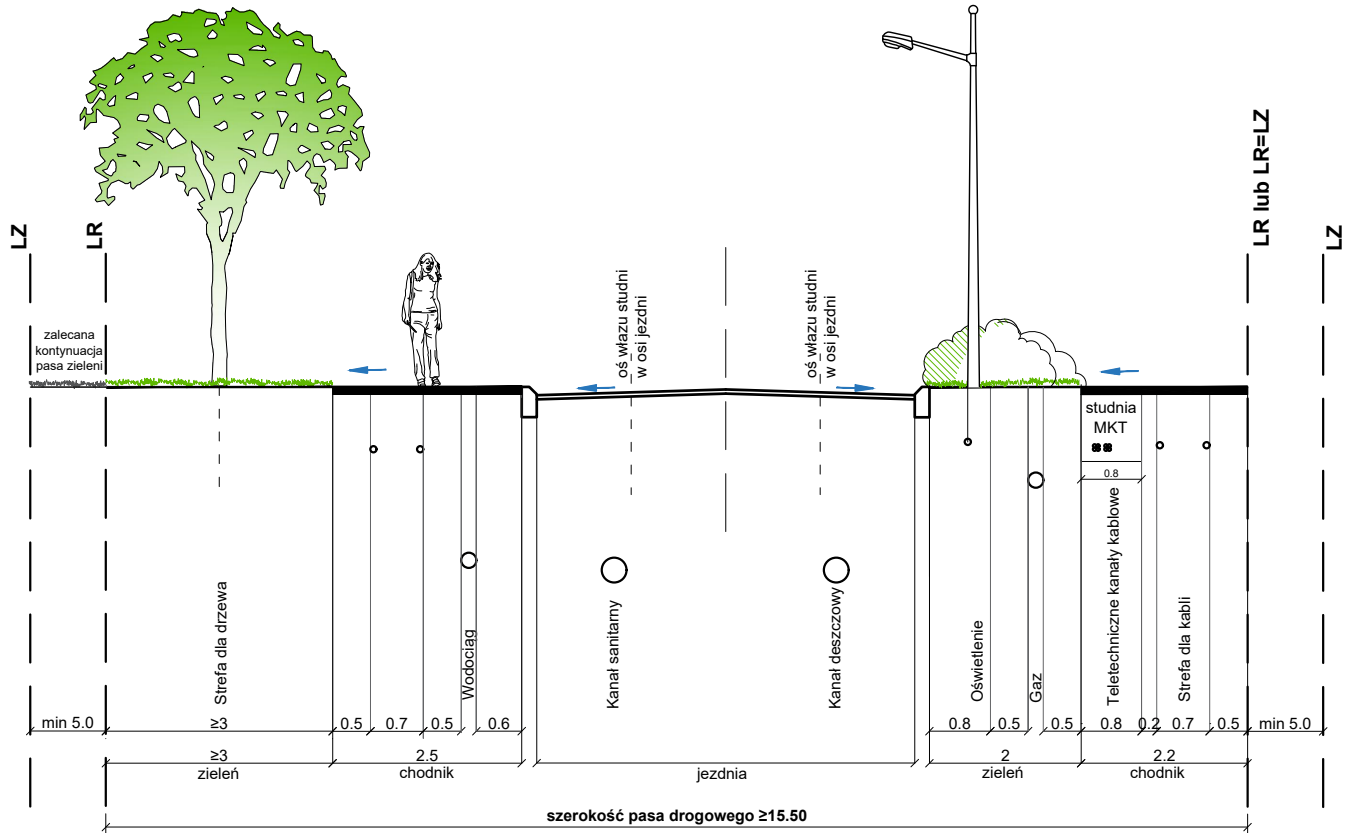 LZ
LR
LR lub LR=LZ
LZ
zalecana
kontynuacja
pasa zieleni
oś włazu studni
w osi jezdni
oś włazu studni
w osi jezdni
studnia
MKT
0.8
Strefa dla drzewa
Wodociąg
Kanał sanitarny
Kanał deszczowy
Oświetlenie
Gaz
Teletechniczne kanały kablowe
Strefa dla kabli
min 5.0 ≥3 0.5 0.7 0.5 0.6 0.8 0.5 0.5 0.8 0.2 0.7 0.5 min 5.0
≥3 2.5 2 2.2
zieleń chodnik jezdnia zieleń chodnik
szerokość pasa drogowego ≥15.50